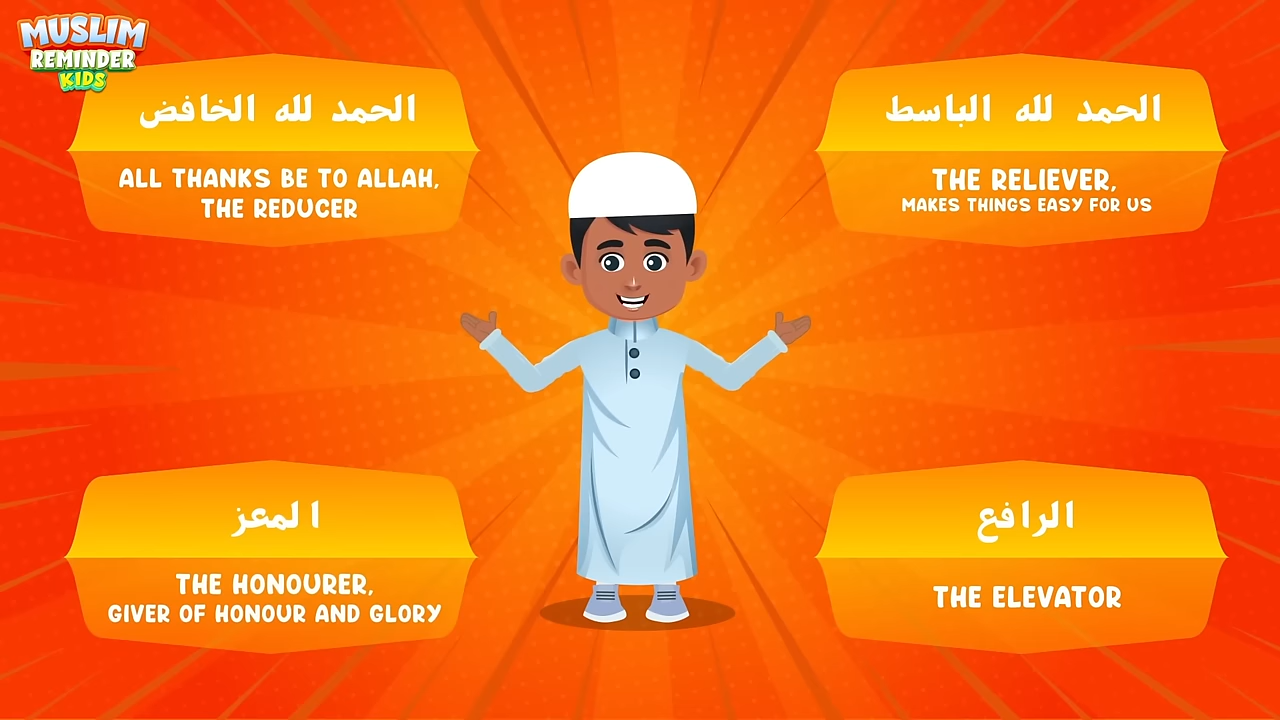 MUSLIM
REMINDER
KIDS
الحمد لله الخافض
ALL THANKS BE TO ALLAH,
THE REDUCER
الحمد لله الباسط
THE RELIEVER,
MAKES THINGS EASY FOR US
المعز
THE HONOURER,
GIVER OF HONOUR AND GLORY
الرافع
THE ELEVATOR